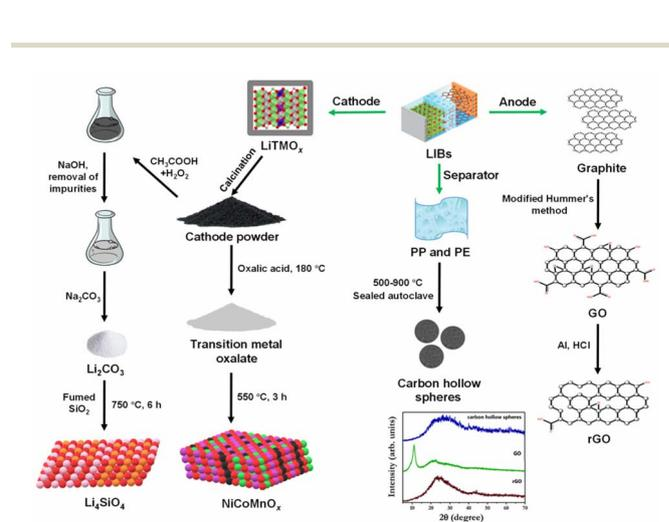 Cathode
Anode
LiTMOₓ
LIBs
Graphite
NaOH,
removal of
impurities
CH₃COOH
+H₂O₂
Calcination
Separator
Modified Hummer's
method
Cathode powder
PP and PE
Na₂CO₃
Oxalic acid, 180 °C
500-900 °C
Sealed autoclave
GO
Al, HCl
Li₂CO₃
Transition metal
oxalate
Carbon hollow
spheres
Fumed
SiO₂
750 °C, 6 h
550 °C, 3 h
rGO
Li₄SiO₄
NiCoMnOₓ
Intensity (arb. units)
carbon hollow spheres
GO
rGO
10 20 30 40 50 60 70
2θ (degree)